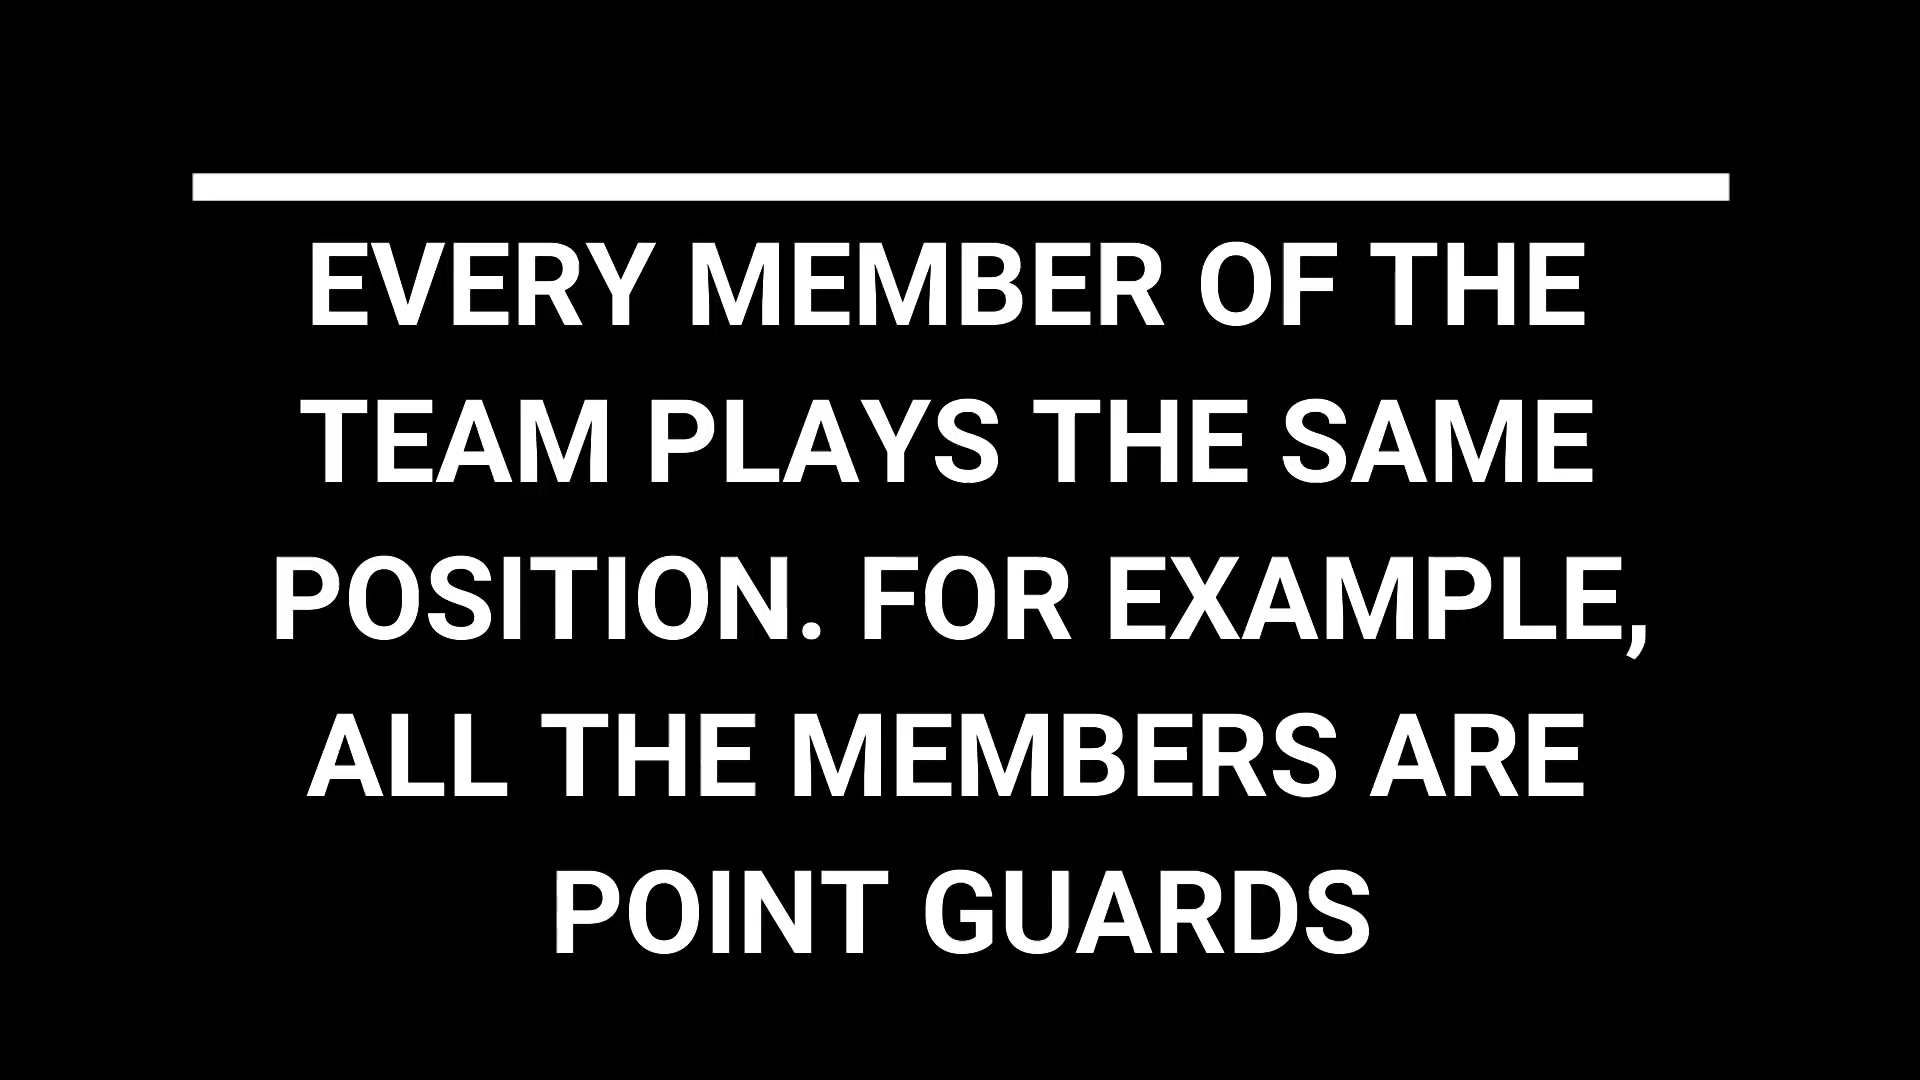 EVERY MEMBER OF THE
TEAM PLAYS THE SAME
POSITION. FOR EXAMPLE,
ALL THE MEMBERS ARE
POINT GUARDS